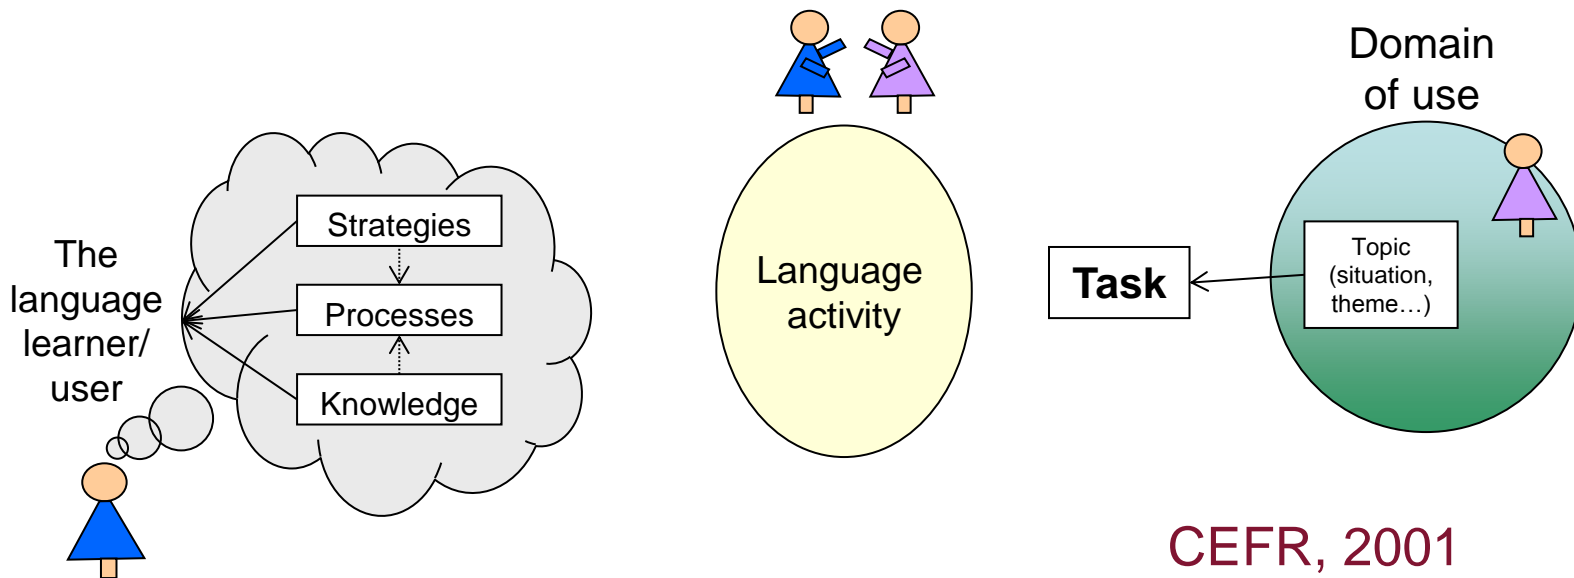 The
language
learner/
user
Strategies
Processes
Knowledge
Language
activity
Task
Domain
of use
Topic
(situation,
theme…)
CEFR, 2001